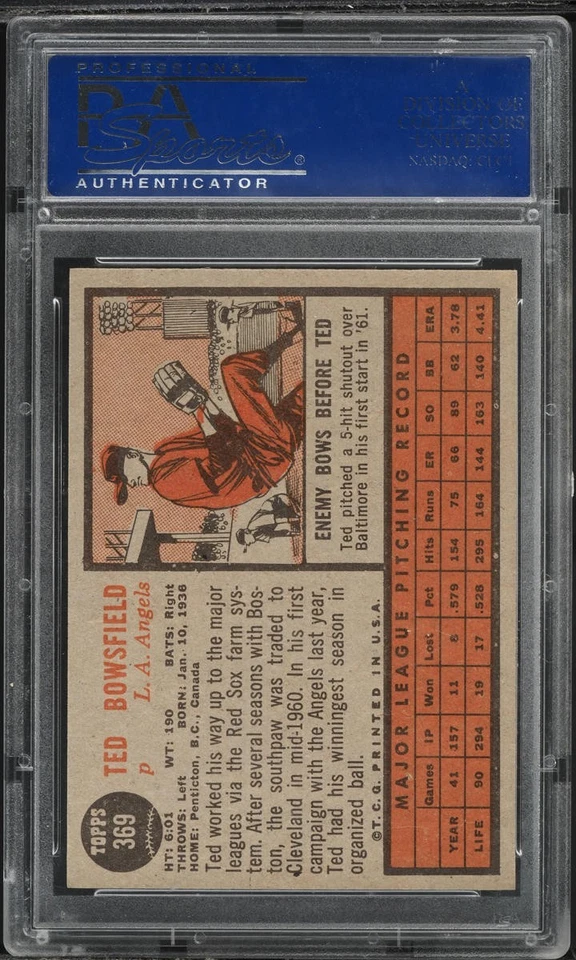 PROFESSIONAL
PSA
Sports®
AUTHENTICATOR
A
DIVISION OF
COLLECTORS
UNIVERSE
NASDAQ: CLCT
TOPPS
369
TED BOWSFIELD
p L. A. Angels
HT: 6:01 WT: 190 BATS: Right
THROWS: Left BORN: Jan. 10, 1936
HOME: Penticton, B.C., Canada
Ted worked his way up to the major
leagues via the Red Sox farm sys-
tem. After several seasons with Bos-
ton, the southpaw was traded to
Cleveland in mid-1960. In his first
campaign with the Angels last year,
Ted had his winningest season in
organized ball.
©T.C.G. PRINTED IN U.S.A.
ENEMY BOWS BEFORE TED
Ted pitched a 5-hit shutout over
Baltimore in his first start in '61.
MAJOR LEAGUE PITCHING RECORD
Games IP Won Lost Pct Hits Runs ER SO BB ERA
YEAR 41 157 11 8 .579 154 75 66 89 62 3.78
LIFE 90 294 19 17 .528 295 164 144 163 140 4.41